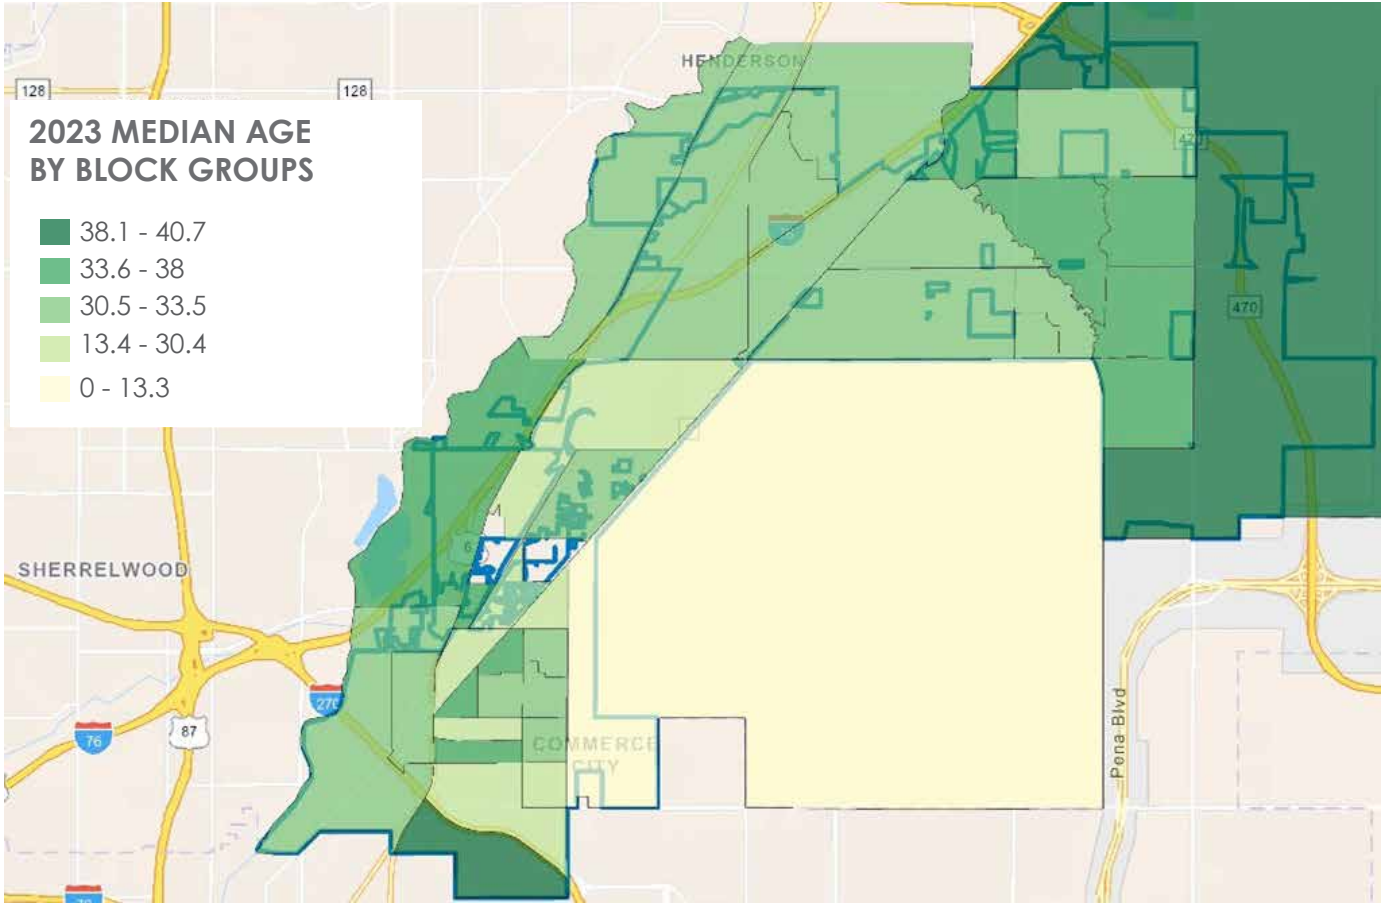 HENDERSON
128
128
2023 MEDIAN AGE
BY BLOCK GROUPS
38.1 - 40.7
33.6 - 38
30.5 - 33.5
13.4 - 30.4
0 - 13.3
470
SHERRELWOOD
270
76
87
COMMERCE
CITY
Pena Blvd